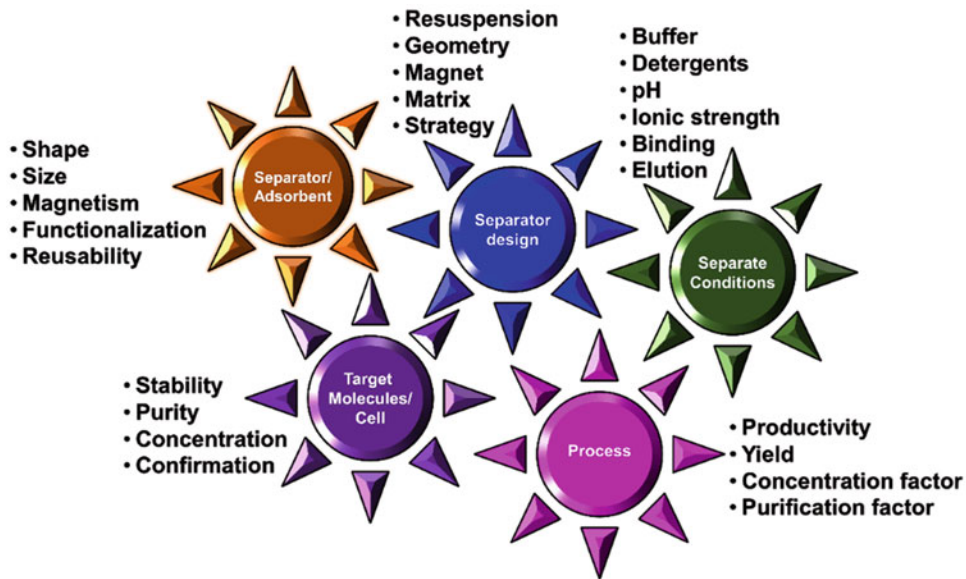 • Resuspension
• Geometry
• Magnet
• Matrix
• Strategy
• Buffer
• Detergents
• pH
• Ionic strength
• Binding
• Elution
• Shape
• Size
• Magnetism
• Functionalization
• Reusability
Separator/
Adsorbent
Separator
design
Separate
Conditions
• Stability
• Purity
• Concentration
• Confirmation
Target
Molecules/
Cell
Process
• Productivity
• Yield
• Concentration factor
• Purification factor